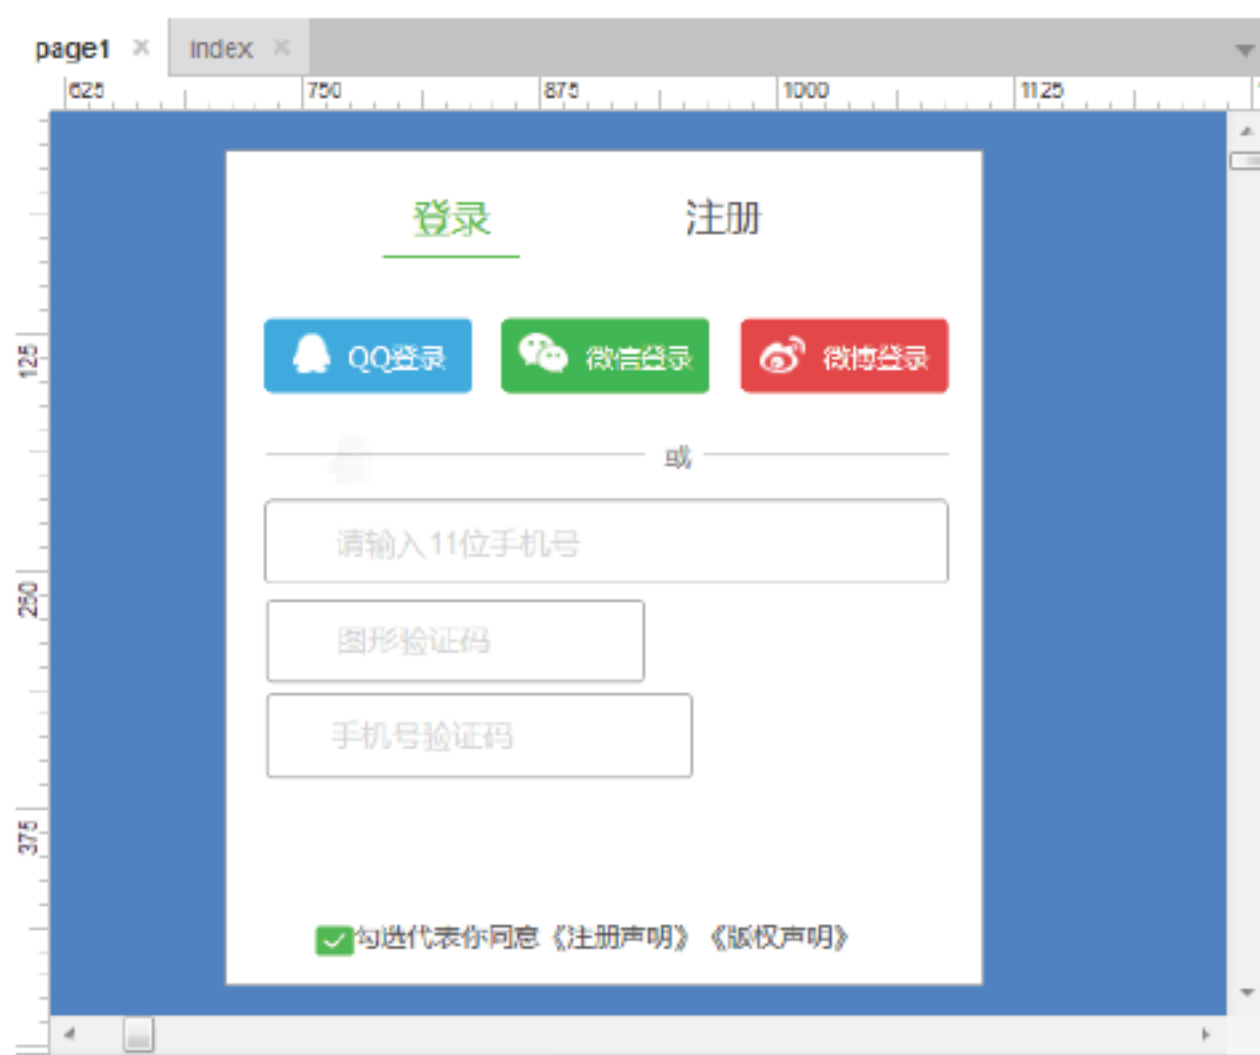 page1 index
625 750 875 1000 1125
登录 注册
125
QQ登录 微信登录 微博登录
或
请输入11位手机号
250
图形验证码
手机号验证码
375
勾选代表你同意《注册声明》《版权声明》